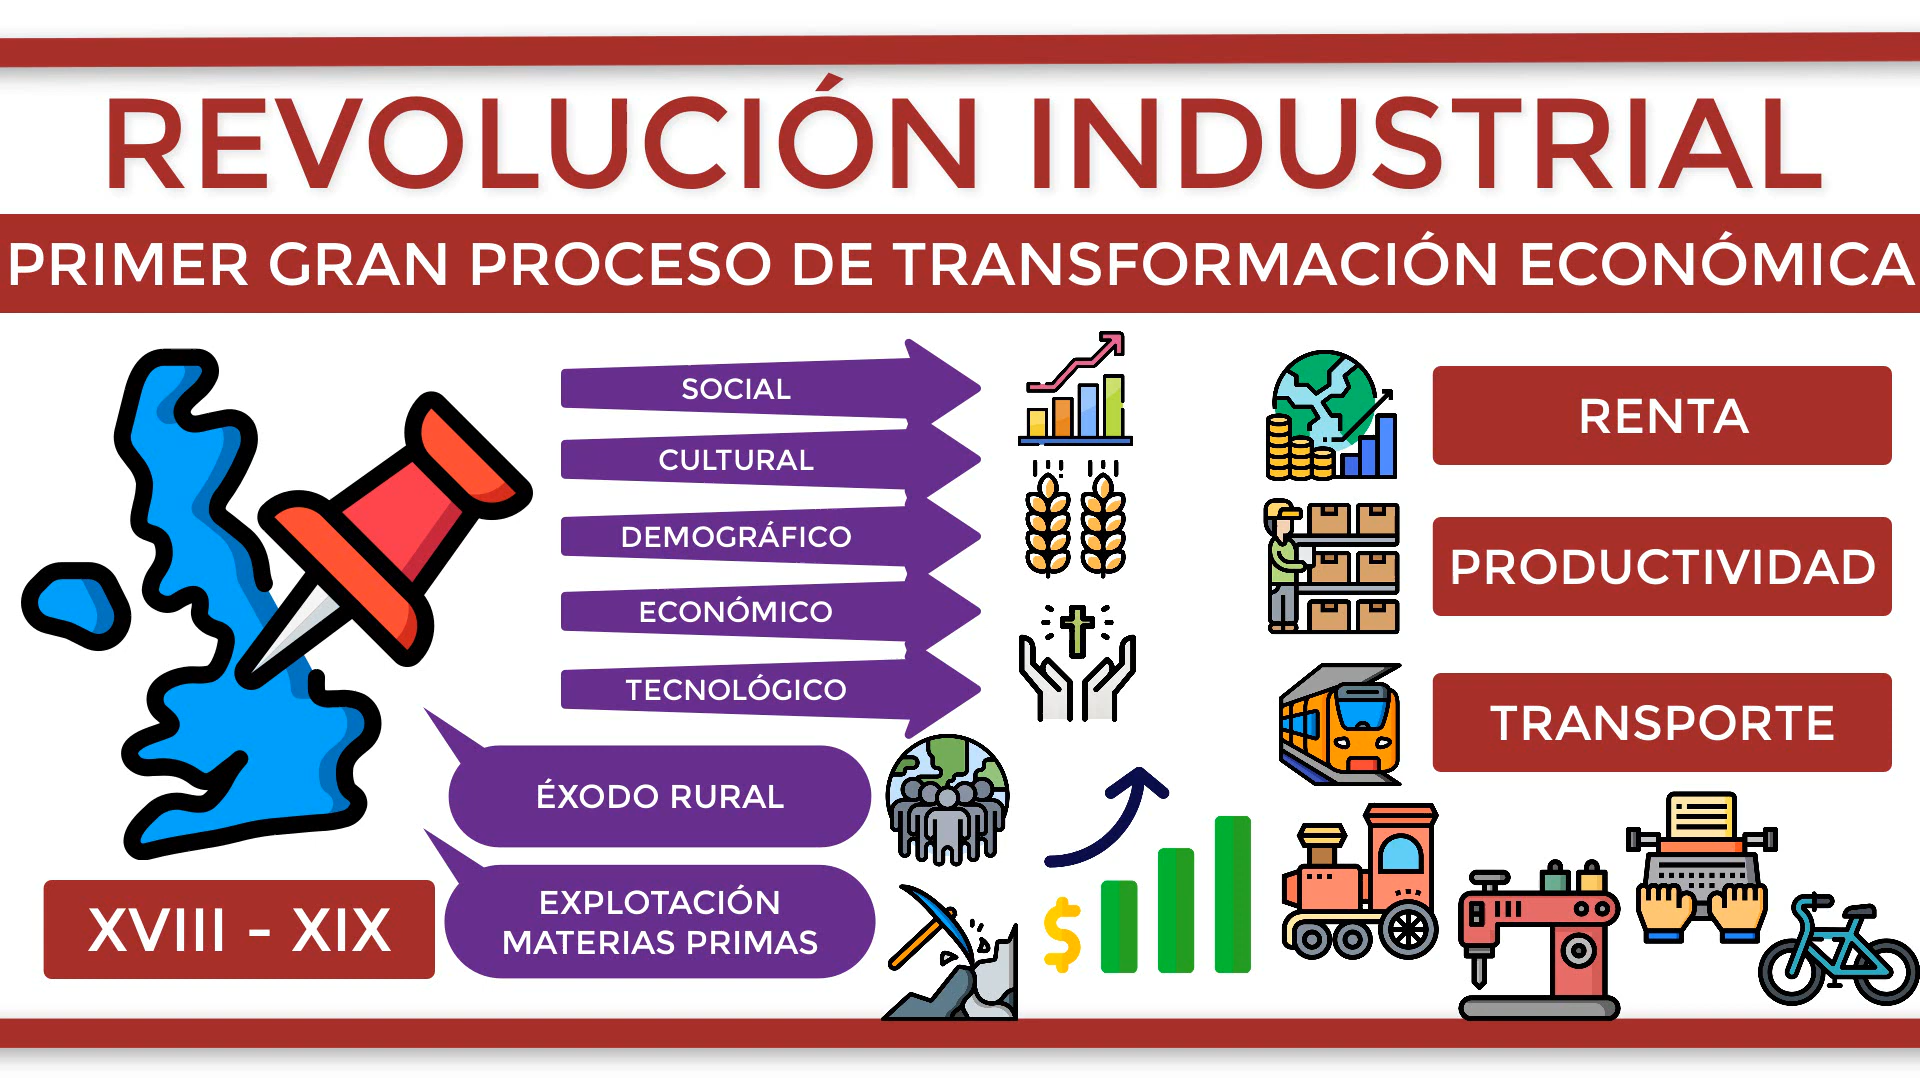 REVOLUCIÓN INDUSTRIAL
PRIMER GRAN PROCESO DE TRANSFORMACIÓN ECONÓMICA
SOCIAL
CULTURAL
DEMOGRÁFICO
ECONÓMICO
TECNOLÓGICO
ÉXODO RURAL
EXPLOTACIÓN
MATERIAS PRIMAS
XVIII - XIX
$
RENTA
PRODUCTIVIDAD
TRANSPORTE